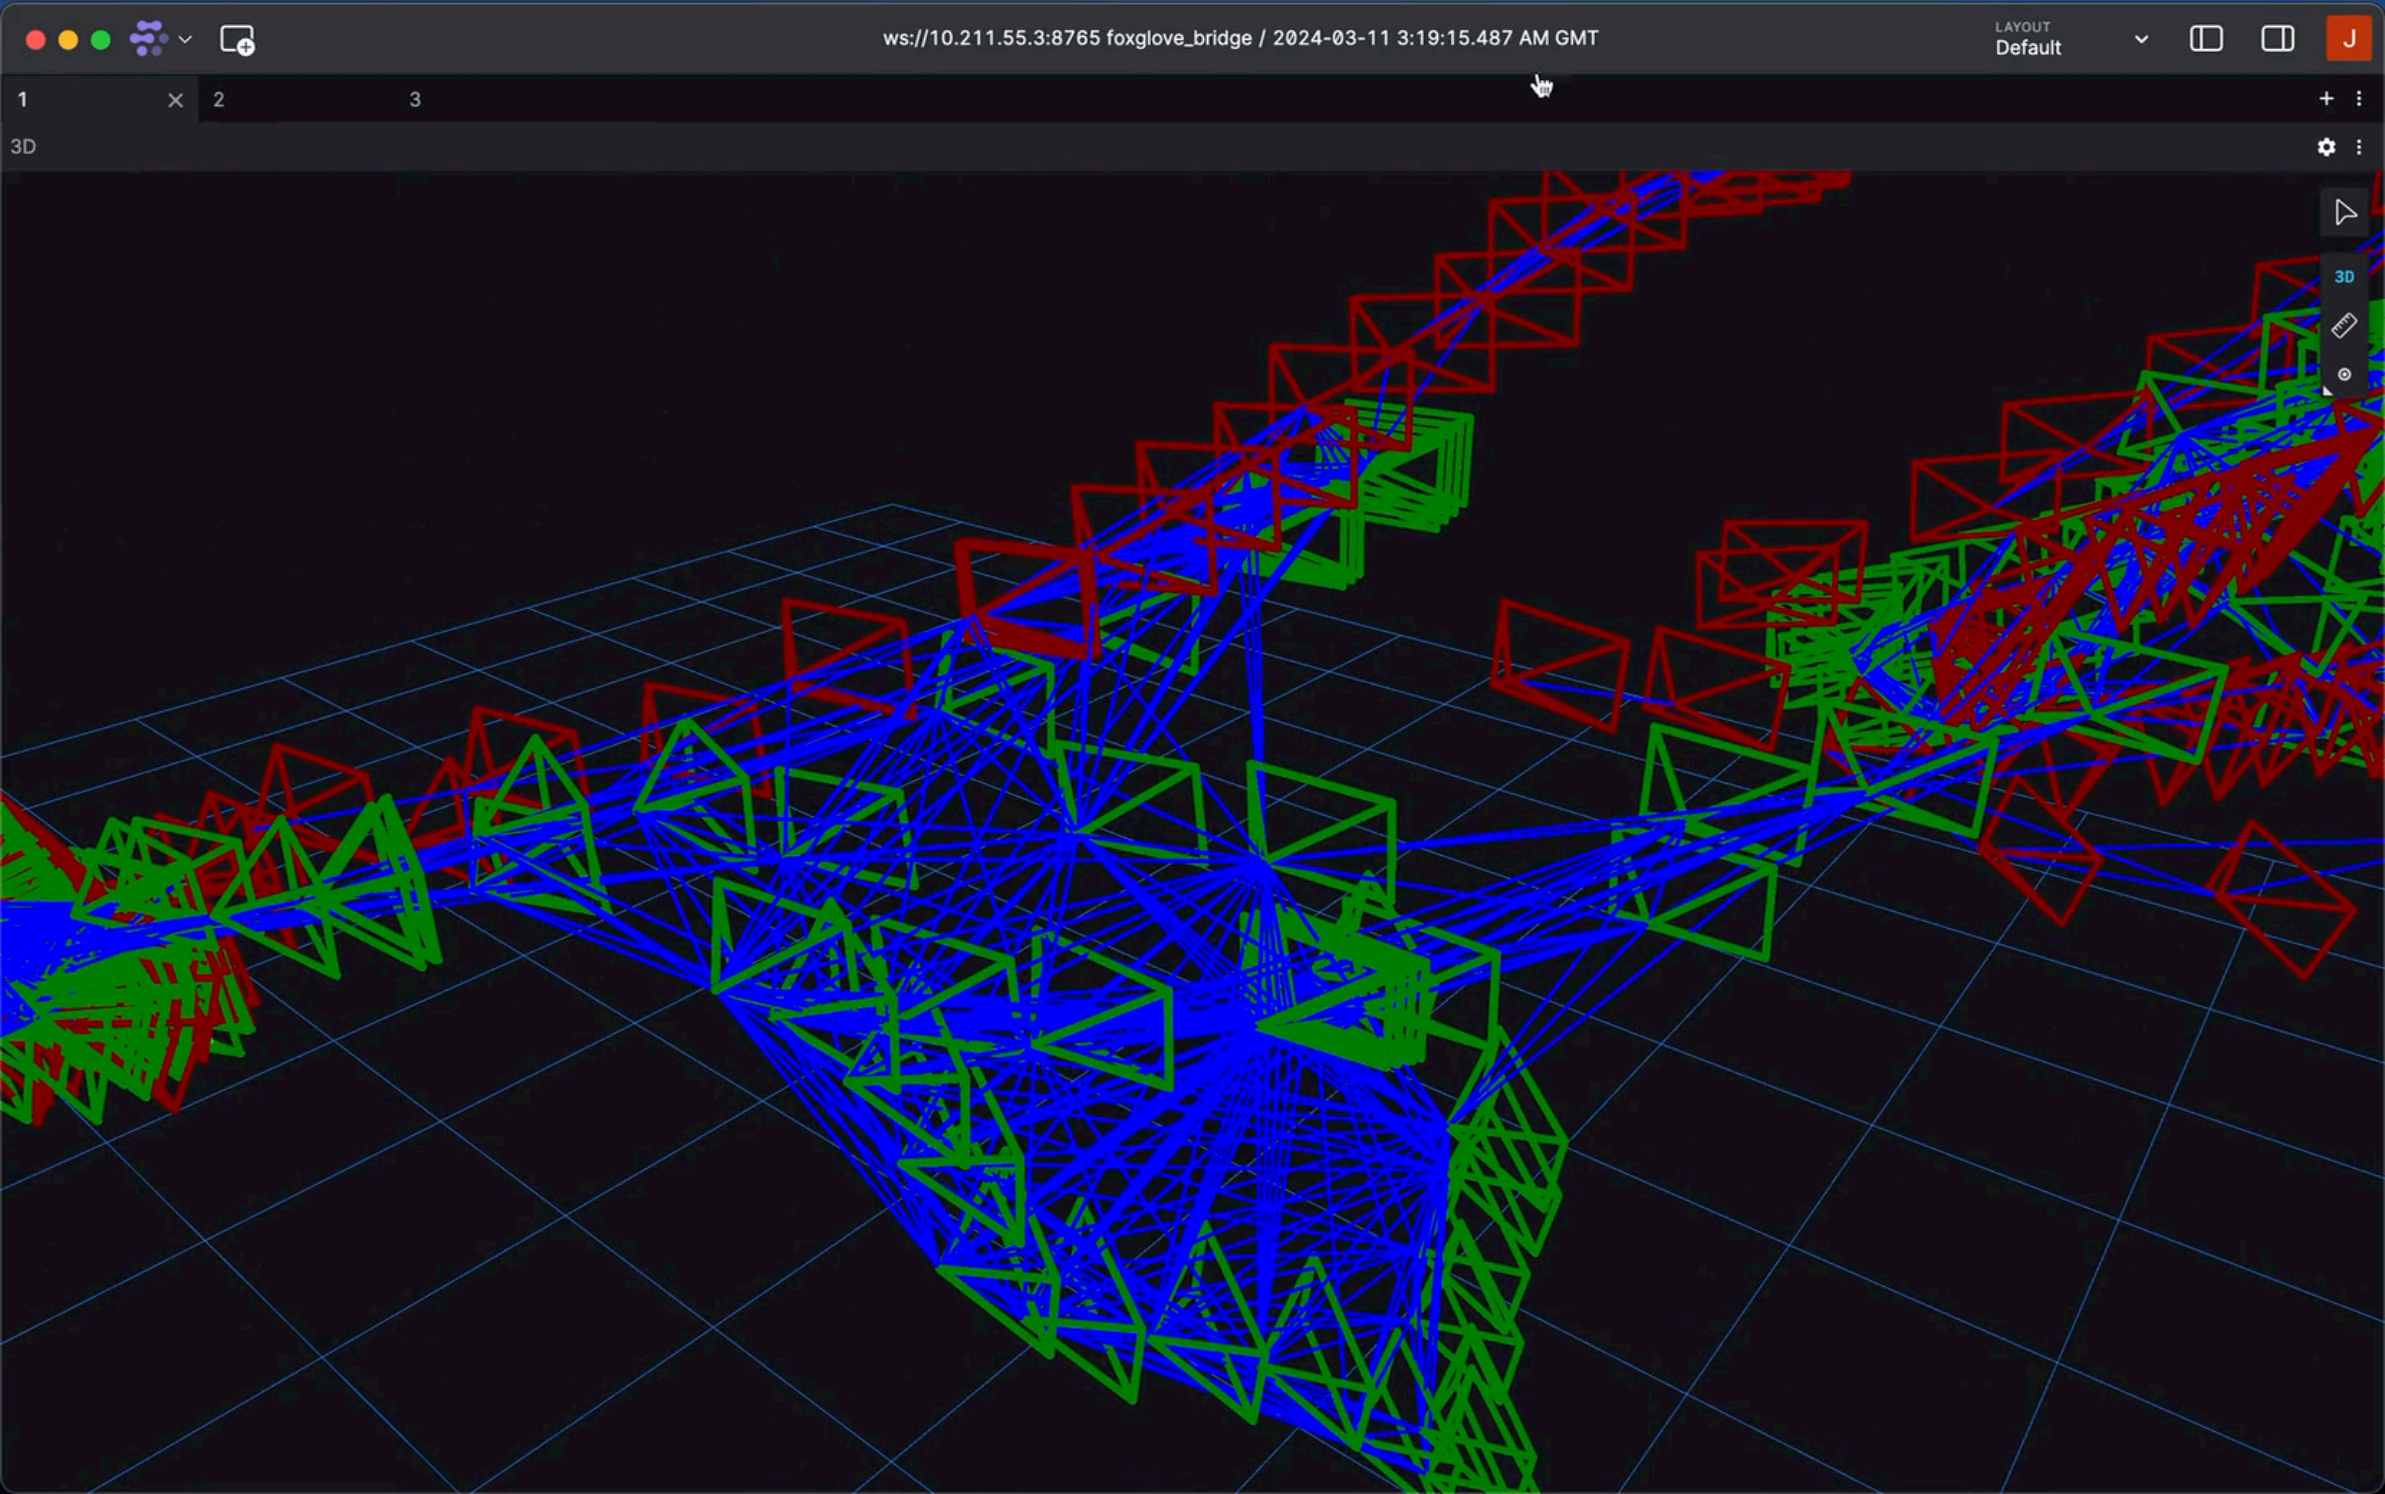 ws://10.211.55.3:8765 foxglove_bridge / 2024-03-11 3:19:15.487 AM GMT
LAYOUT
Default
J
1
2
3
3D
3D